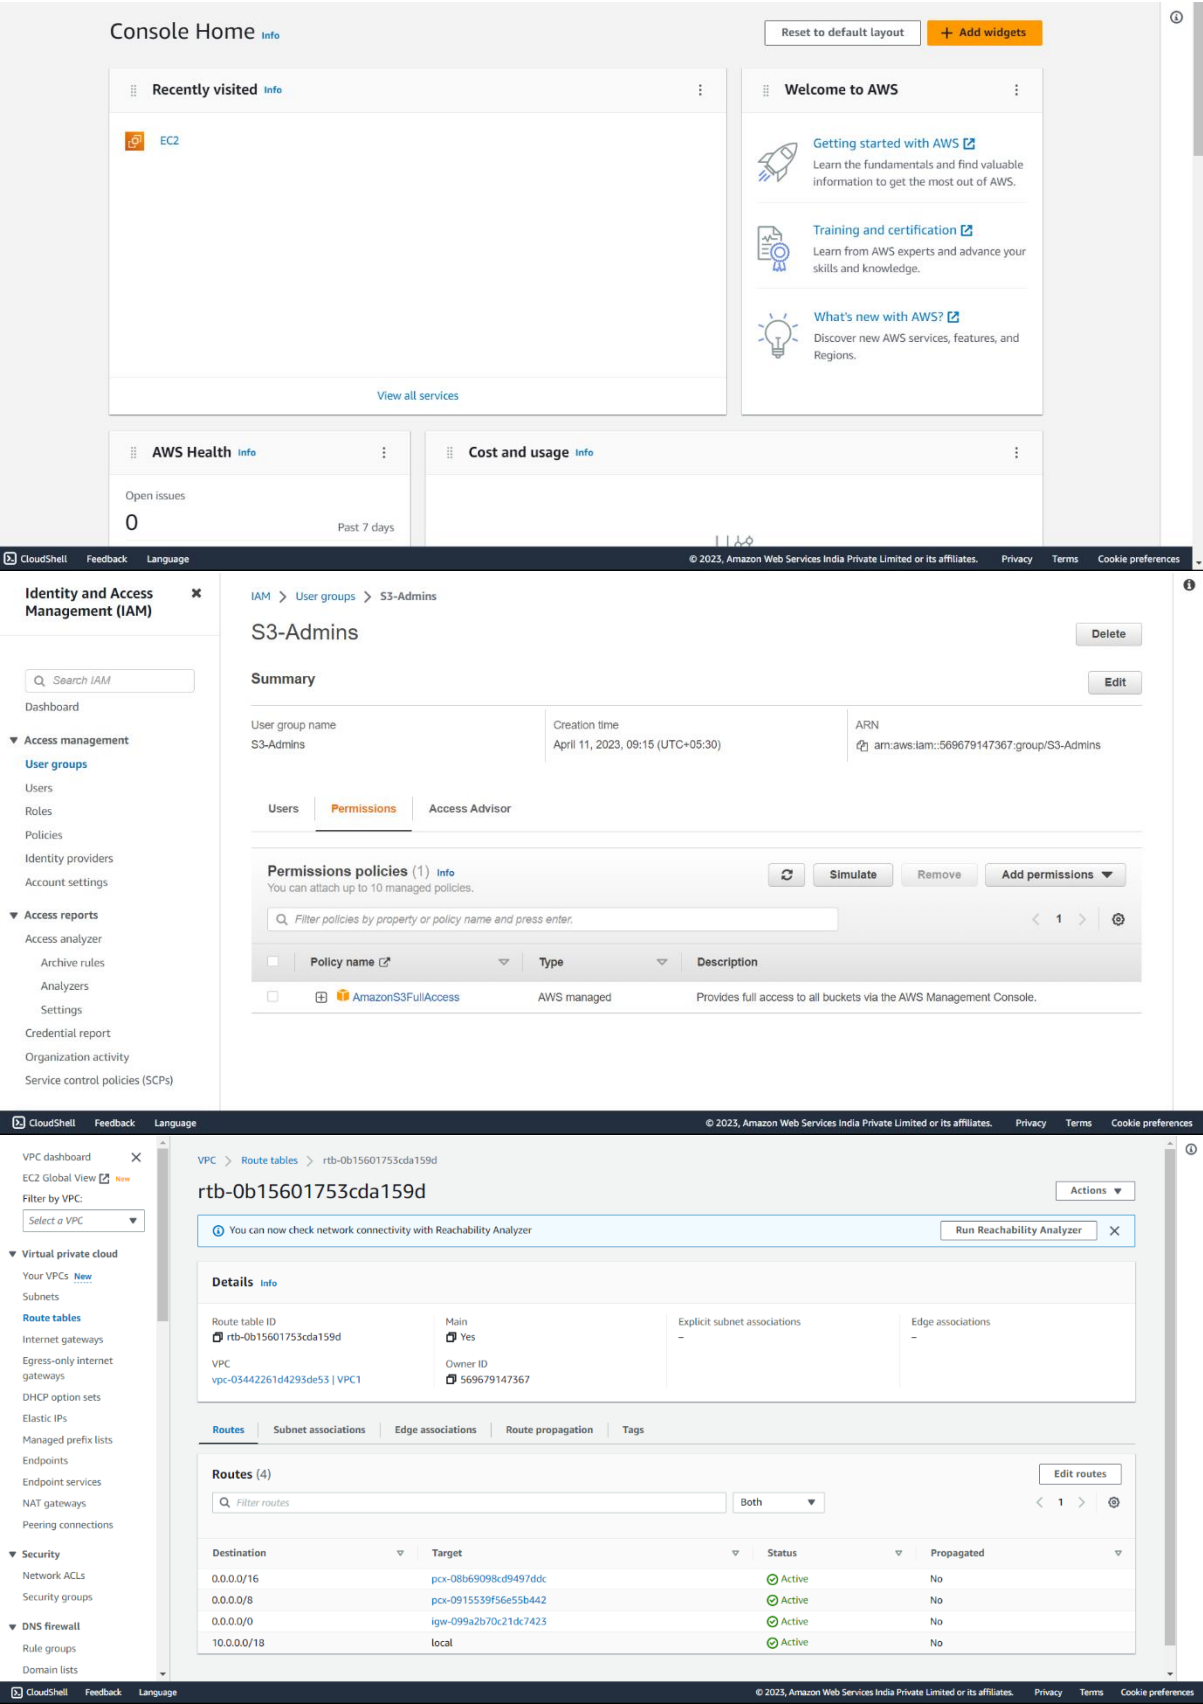 Console Home Info
Reset to default layout
+ Add widgets
Recently visited Info
EC2
View all services
Welcome to AWS
Getting started with AWS
Learn the fundamentals and find valuable
information to get the most out of AWS.
Training and certification
Learn from AWS experts and advance your
skills and knowledge.
What's new with AWS?
Discover new AWS services, features, and
Regions.
AWS Health Info
Open issues
0
Past 7 days
Cost and usage Info
CloudShell Feedback Language
© 2023, Amazon Web Services India Private Limited or its affiliates. Privacy Terms Cookie preferences
Identity and Access
Management (IAM)
Search IAM
Dashboard
Access management
User groups
Users
Roles
Policies
Identity providers
Account settings
Access reports
Access analyzer
Archive rules
Analyzers
Settings
Credential report
Organization activity
Service control policies (SCPs)
IAM > User groups > S3-Admins
S3-Admins
Delete
Summary
Edit
User group name
S3-Admins
Creation time
April 11, 2023, 09:15 (UTC+05:30)
ARN
arn:aws:iam::569679147367:group/S3-Admins
Users Permissions Access Advisor
Permissions policies (1) Info
You can attach up to 10 managed policies.
Simulate Remove Add permissions
Filter policies by property or policy name and press enter.
1
Policy name Type Description
AmazonS3FullAccess AWS managed Provides full access to all buckets via the AWS Management Console.
CloudShell Feedback Language
© 2023, Amazon Web Services India Private Limited or its affiliates. Privacy Terms Cookie preferences
VPC dashboard
EC2 Global View New
Filter by VPC:
Select a VPC
Virtual private cloud
Your VPCs New
Subnets
Route tables
Internet gateways
Egress-only internet
gateways
DHCP option sets
Elastic IPs
Managed prefix lists
Endpoints
Endpoint services
NAT gateways
Peering connections
Security
Network ACLs
Security groups
DNS firewall
Rule groups
Domain lists
VPC > Route tables > rtb-0b15601753cda159d
rtb-0b15601753cda159d
Actions
You can now check network connectivity with Reachability Analyzer
Run Reachability Analyzer
Details Info
Route table ID
rtb-0b15601753cda159d
Main
Yes
Explicit subnet associations
–
Edge associations
–
VPC
vpc-03442261d4293de53 | VPC1
Owner ID
569679147367
Routes Subnet associations Edge associations Route propagation Tags
Routes (4)
Edit routes
Filter routes
Both
1
Destination Target Status Propagated
0.0.0.0/16 pcx-08b69098cd9497ddc Active No
0.0.0.0/8 pcx-0915539f56e55b442 Active No
0.0.0.0/0 igw-099a2b70c21dc7423 Active No
10.0.0.0/18 local Active No
CloudShell Feedback Language
© 2023, Amazon Web Services India Private Limited or its affiliates. Privacy Terms Cookie preferences